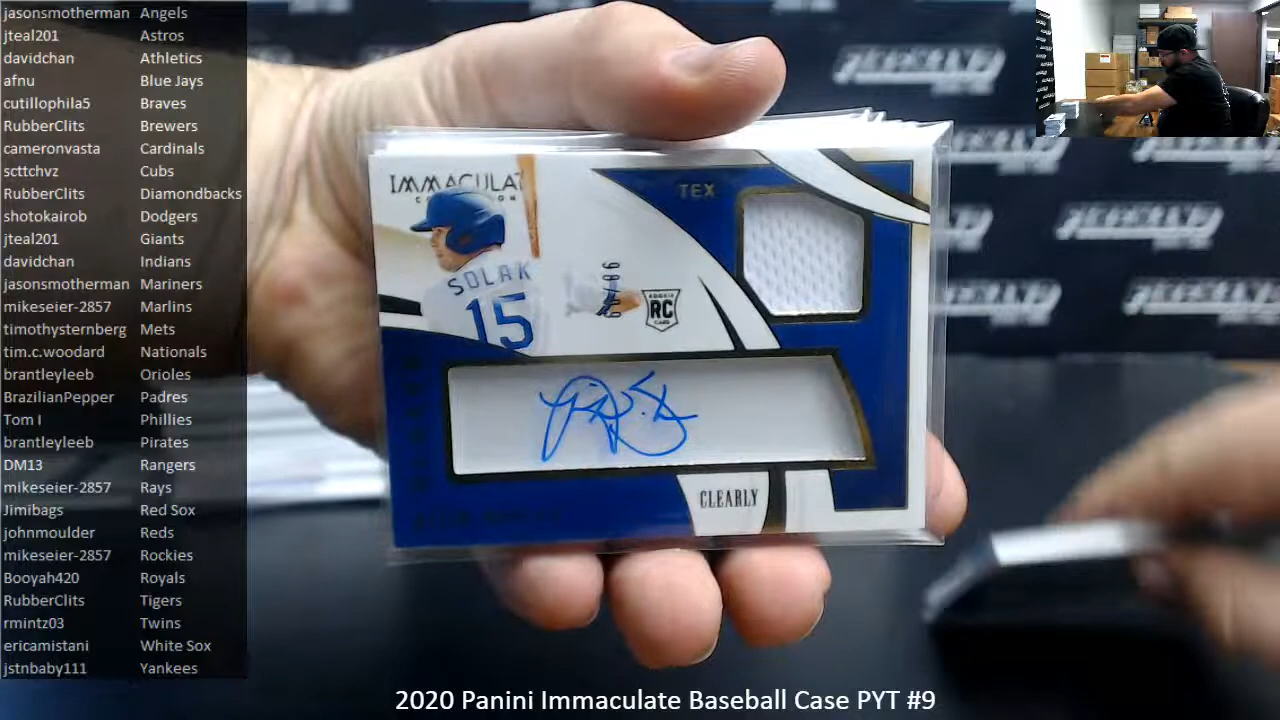 jasonsmotherman Angels
jteal201 Astros
davidchan Athletics
afnu Blue Jays
cutillophila5 Braves
RubberClits Brewers
cameronvasta Cardinals
scttchvz Cubs
RubberClits Diamondbacks
shotokairob Dodgers
jteal201 Giants
davidchan Indians
jasonsmotherman Mariners
mikeseier-2857 Marlins
timothysternberg Mets
tim.c.woodard Nationals
brantleyleeb Orioles
BrazilianPepper Padres
Tom I Phillies
brantleyleeb Pirates
DM13 Rangers
mikeseier-2857 Rays
Jimibags Red Sox
johnmoulder Reds
mikeseier-2857 Rockies
Booyah420 Royals
RubberClits Tigers
rmintz03 Twins
ericamistani White Sox
jstnbaby111 Yankees
IMMACULAT
TEX
SOLAK
15
ROOKIE
RC
CARD
CLEARLY
2020 Panini Immaculate Baseball Case PYT #9